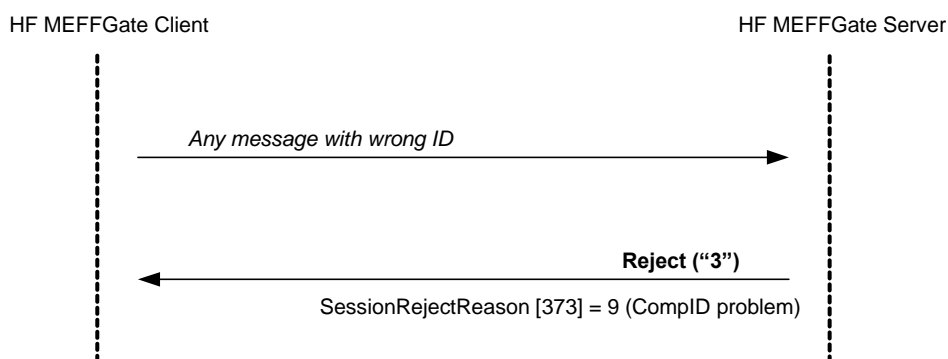 HF MEFFGate Client
HF MEFFGate Server
Any message with wrong ID
Reject (“3”)
SessionRejectReason [373] = 9 (CompID problem)